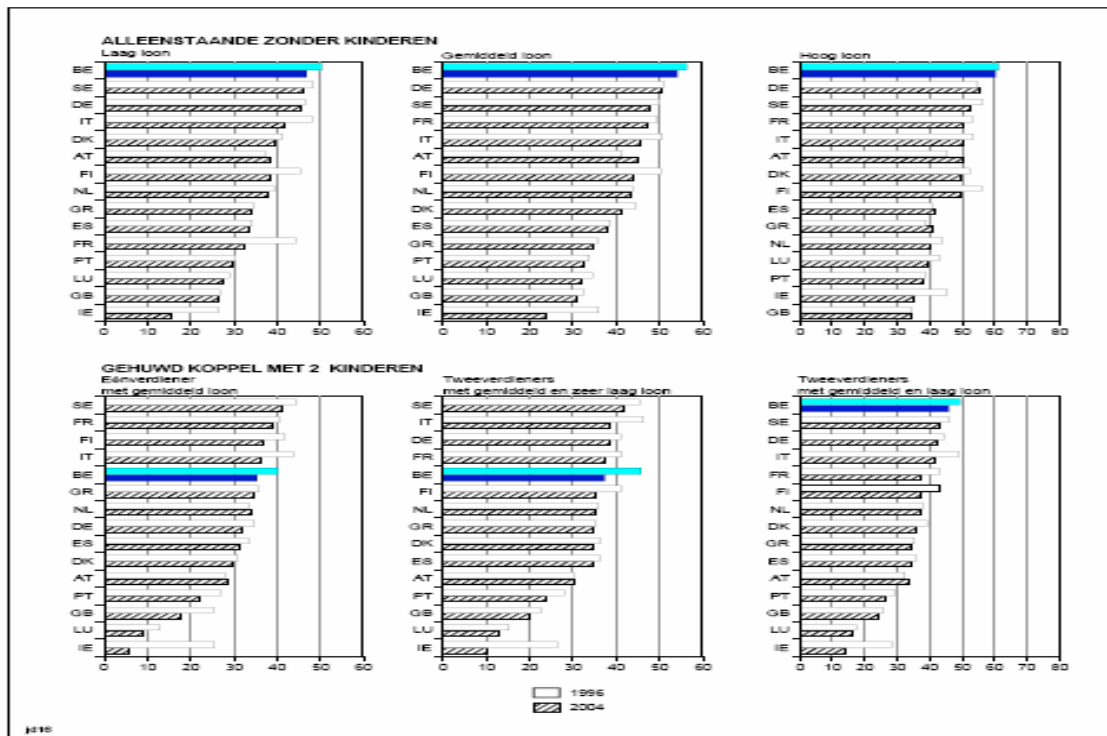 ALLEENSTAANDE ZONDER KINDEREN
Laag loon
BE
SE
DE
IT
DK
AT
FI
NL
GR
ES
FR
PT
LU
GB
IE
0 10 20 30 40 50 60
Gemiddeld loon
BE
DE
SE
FR
IT
AT
FI
NL
DK
ES
GR
PT
LU
GB
IE
0 10 20 30 40 50 60
Hoog loon
BE
DE
SE
FR
IT
AT
DK
FI
ES
GR
NL
LU
PT
IE
GB
0 10 20 30 40 50 60 70 80
GEHUWD KOPPEL MET 2 KINDEREN
Eénverdiener
met gemiddeld loon
SE
FR
FI
IT
BE
GR
NL
DE
ES
DK
AT
PT
GB
LU
IE
0 10 20 30 40 50 60
Tweeverdieners
met gemiddeld en zeer laag loon
SE
IT
DE
FR
BE
FI
NL
GR
DK
ES
AT
PT
GB
LU
IE
0 10 20 30 40 50 60
Tweeverdieners
met gemiddeld en laag loon
BE
SE
DE
IT
FR
FI
NL
DK
GR
ES
AT
PT
GB
LU
IE
0 10 20 30 40 50 60 70 80
1996
2004